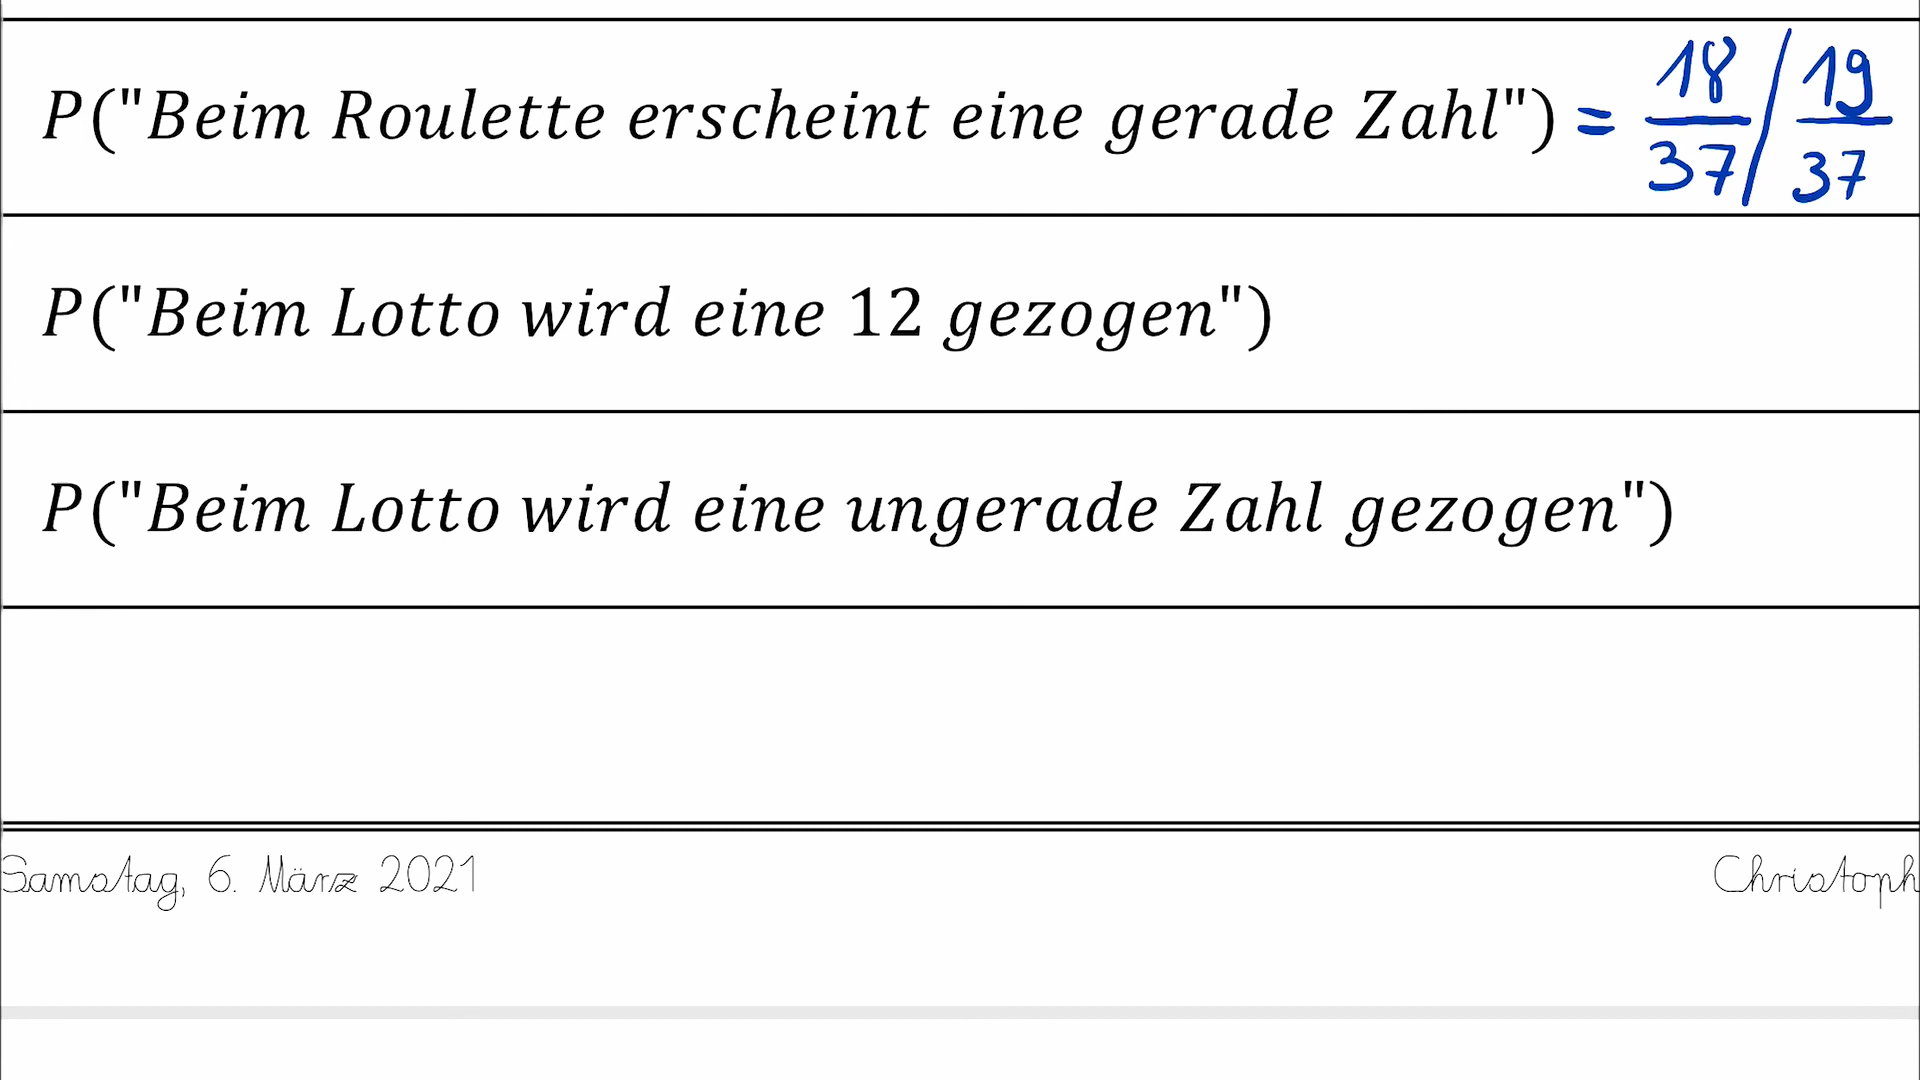 P("Beim Roulette erscheint eine gerade Zahl") = 18/37 / 19/37
P("Beim Lotto wird eine 12 gezogen")
P("Beim Lotto wird eine ungerade Zahl gezogen")
Samstag, 6. März 2021
Christoph